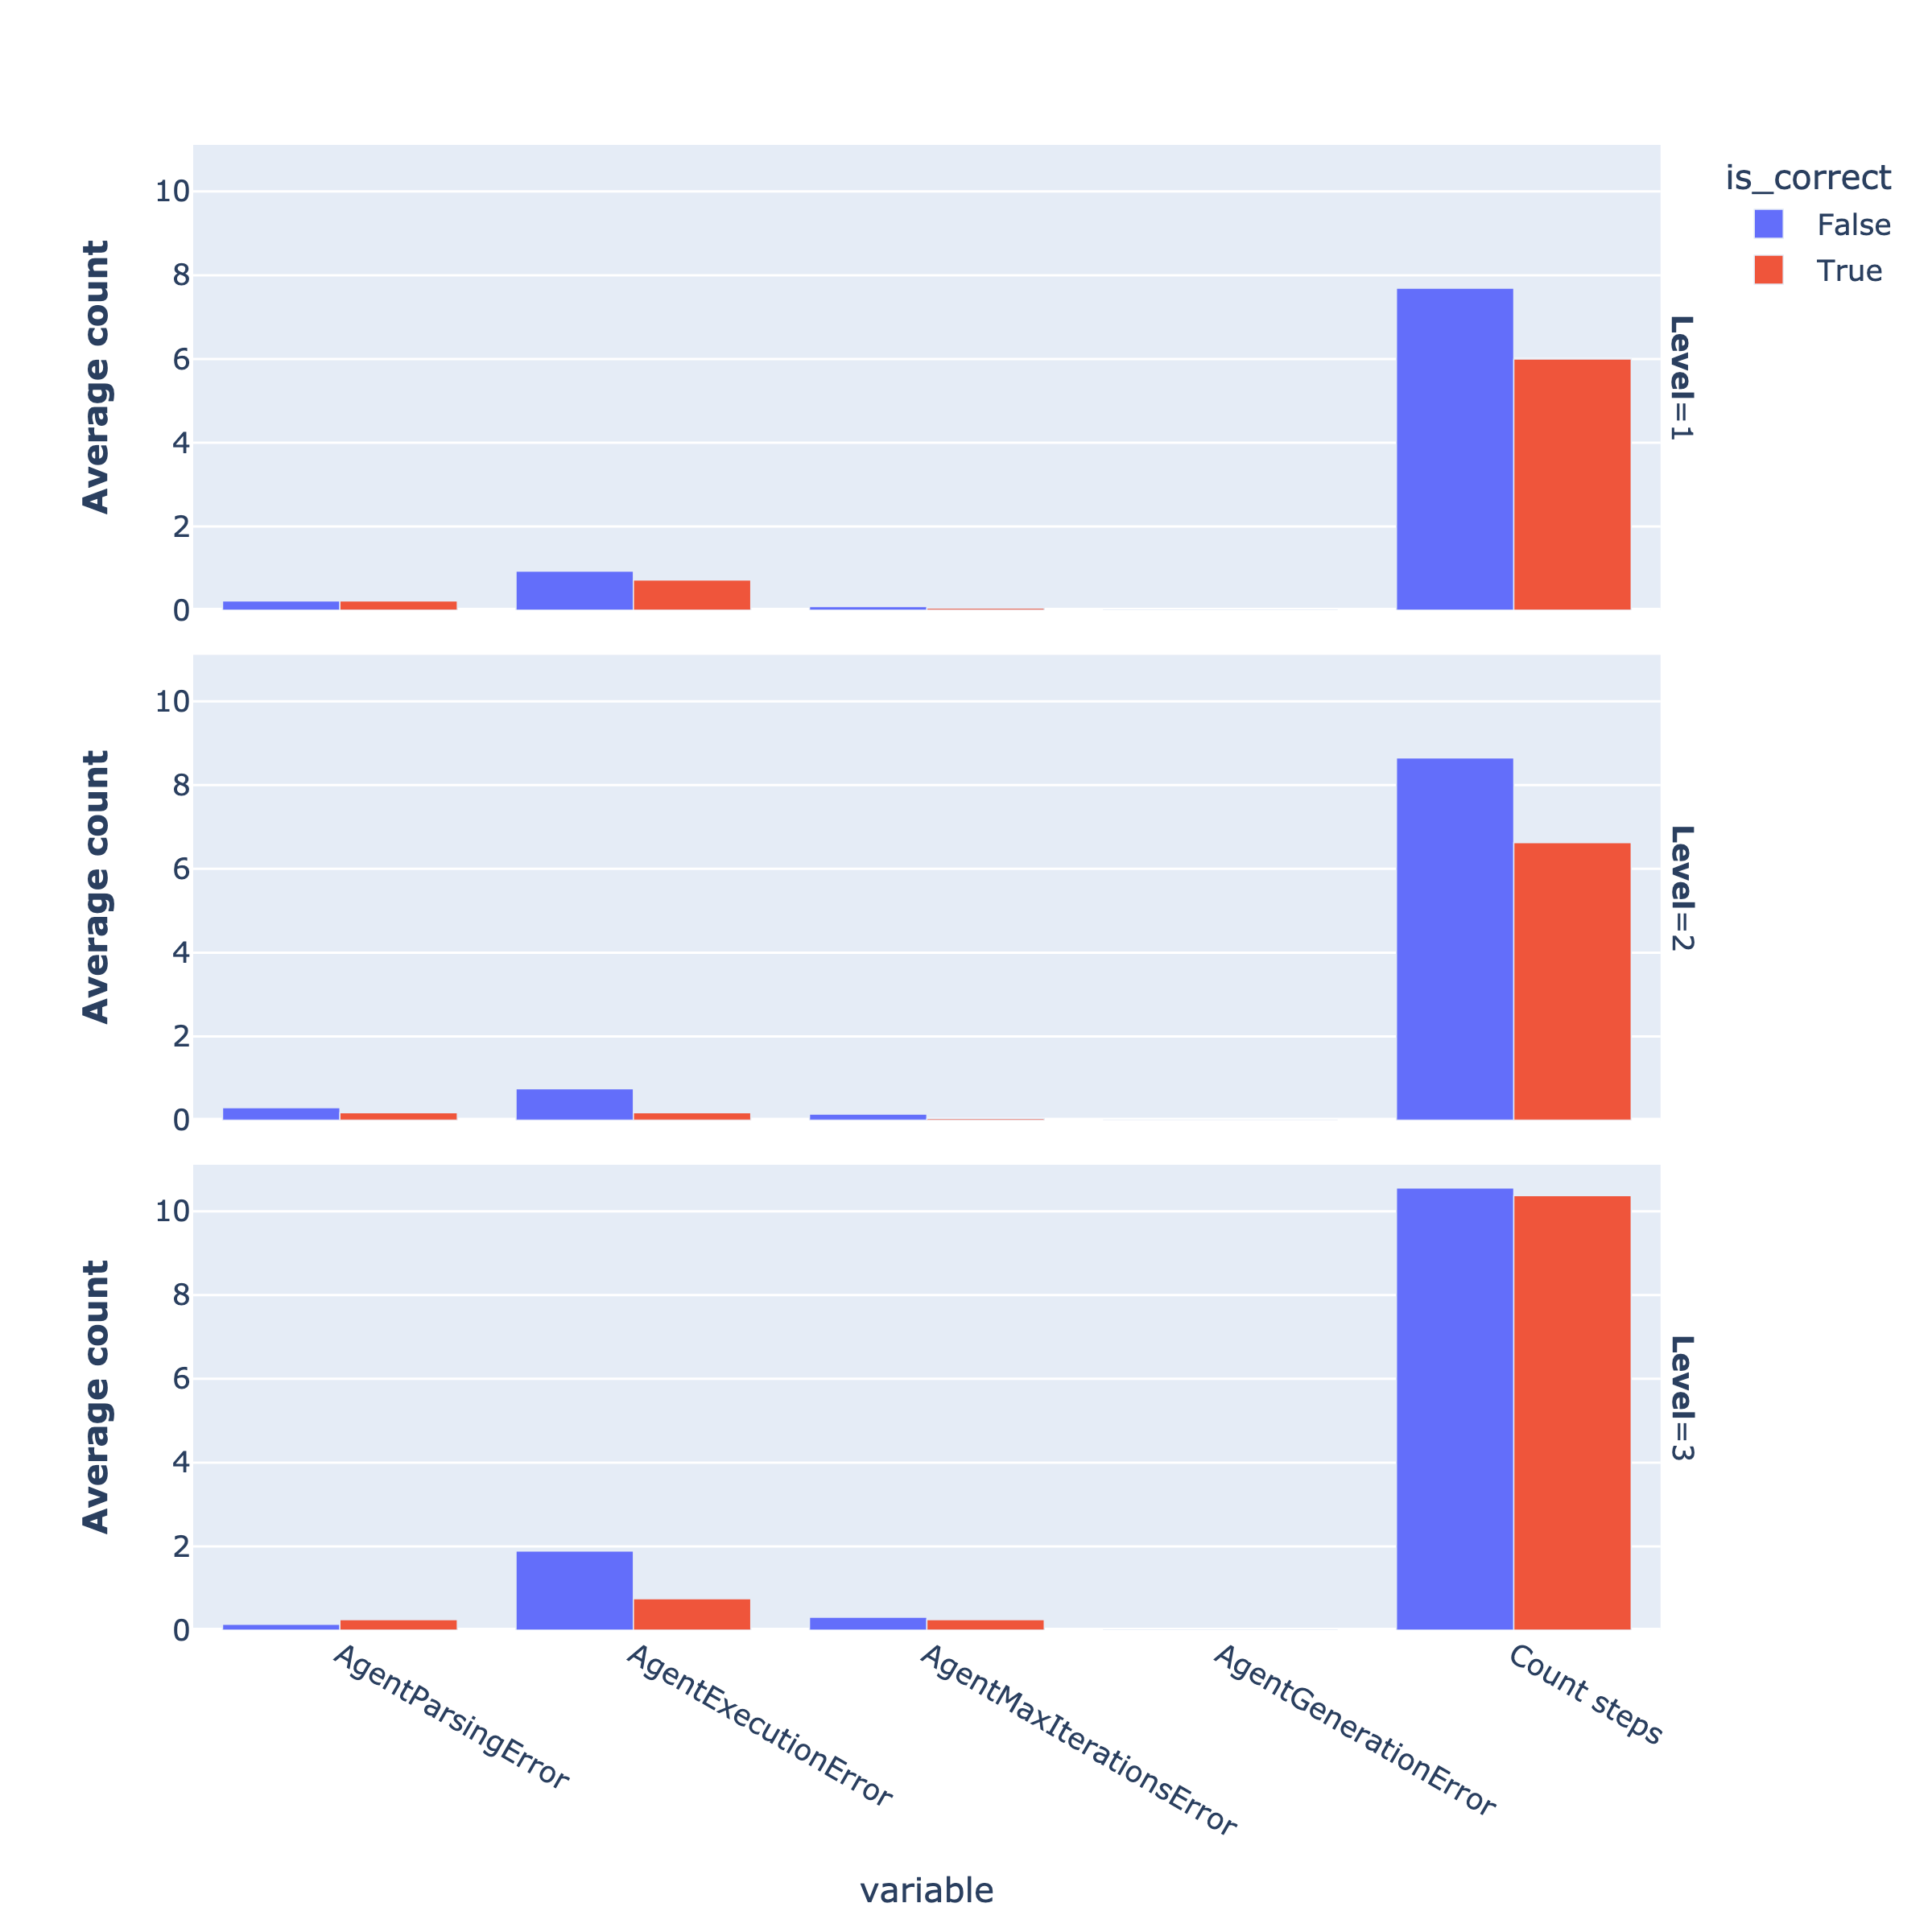 is_correct
False
True
Average count
10
8
6
4
2
0
Level=1
Average count
10
8
6
4
2
0
Level=2
Average count
10
8
6
4
2
0
Level=3
AgentParsingError
AgentExecutionError
AgentMaxIterationsError
AgentGenerationError
Count steps
variable